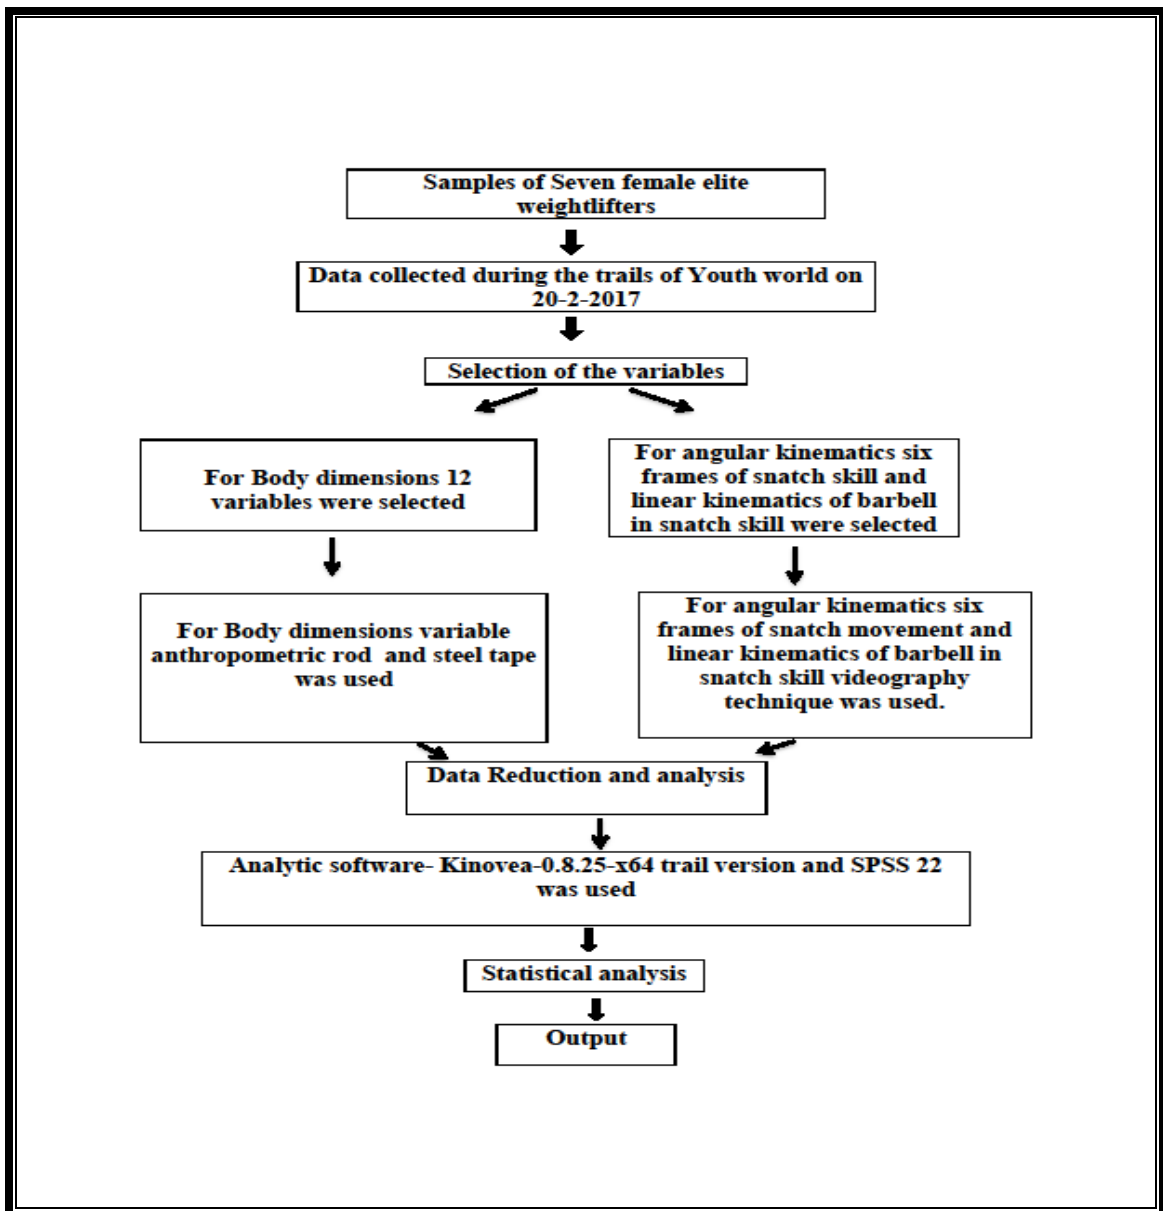 Samples of Seven female elite
weightlifters
Data collected during the trails of Youth world on
20-2-2017
Selection of the variables
For Body dimensions 12
variables were selected
For angular kinematics six
frames of snatch skill and
linear kinematics of barbell
in snatch skill were selected
For Body dimensions variable
anthropometric rod and steel tape
was used
For angular kinematics six
frames of snatch movement and
linear kinematics of barbell in
snatch skill videography
technique was used.
Data Reduction and analysis
Analytic software- Kinovea-0.8.25-x64 trail version and SPSS 22
was used
Statistical analysis
Output